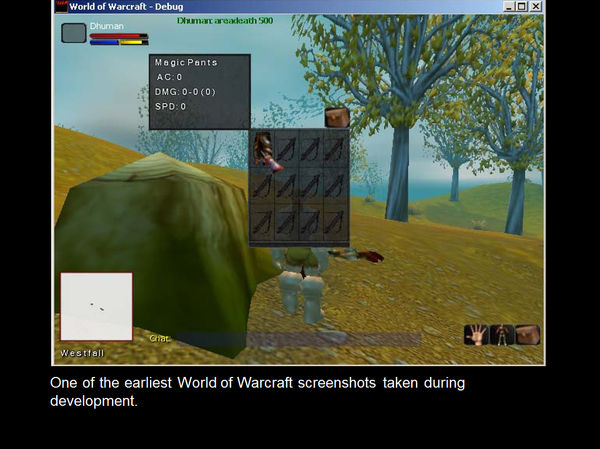 World of Warcraft - Debug
Dhuman: areadeath 500
Dhuman
Magic Pants
AC: 0
DMG: 0-0 (0)
SPD: 0
Chat:
Westfall
One of the earliest World of Warcraft screenshots taken during
development.